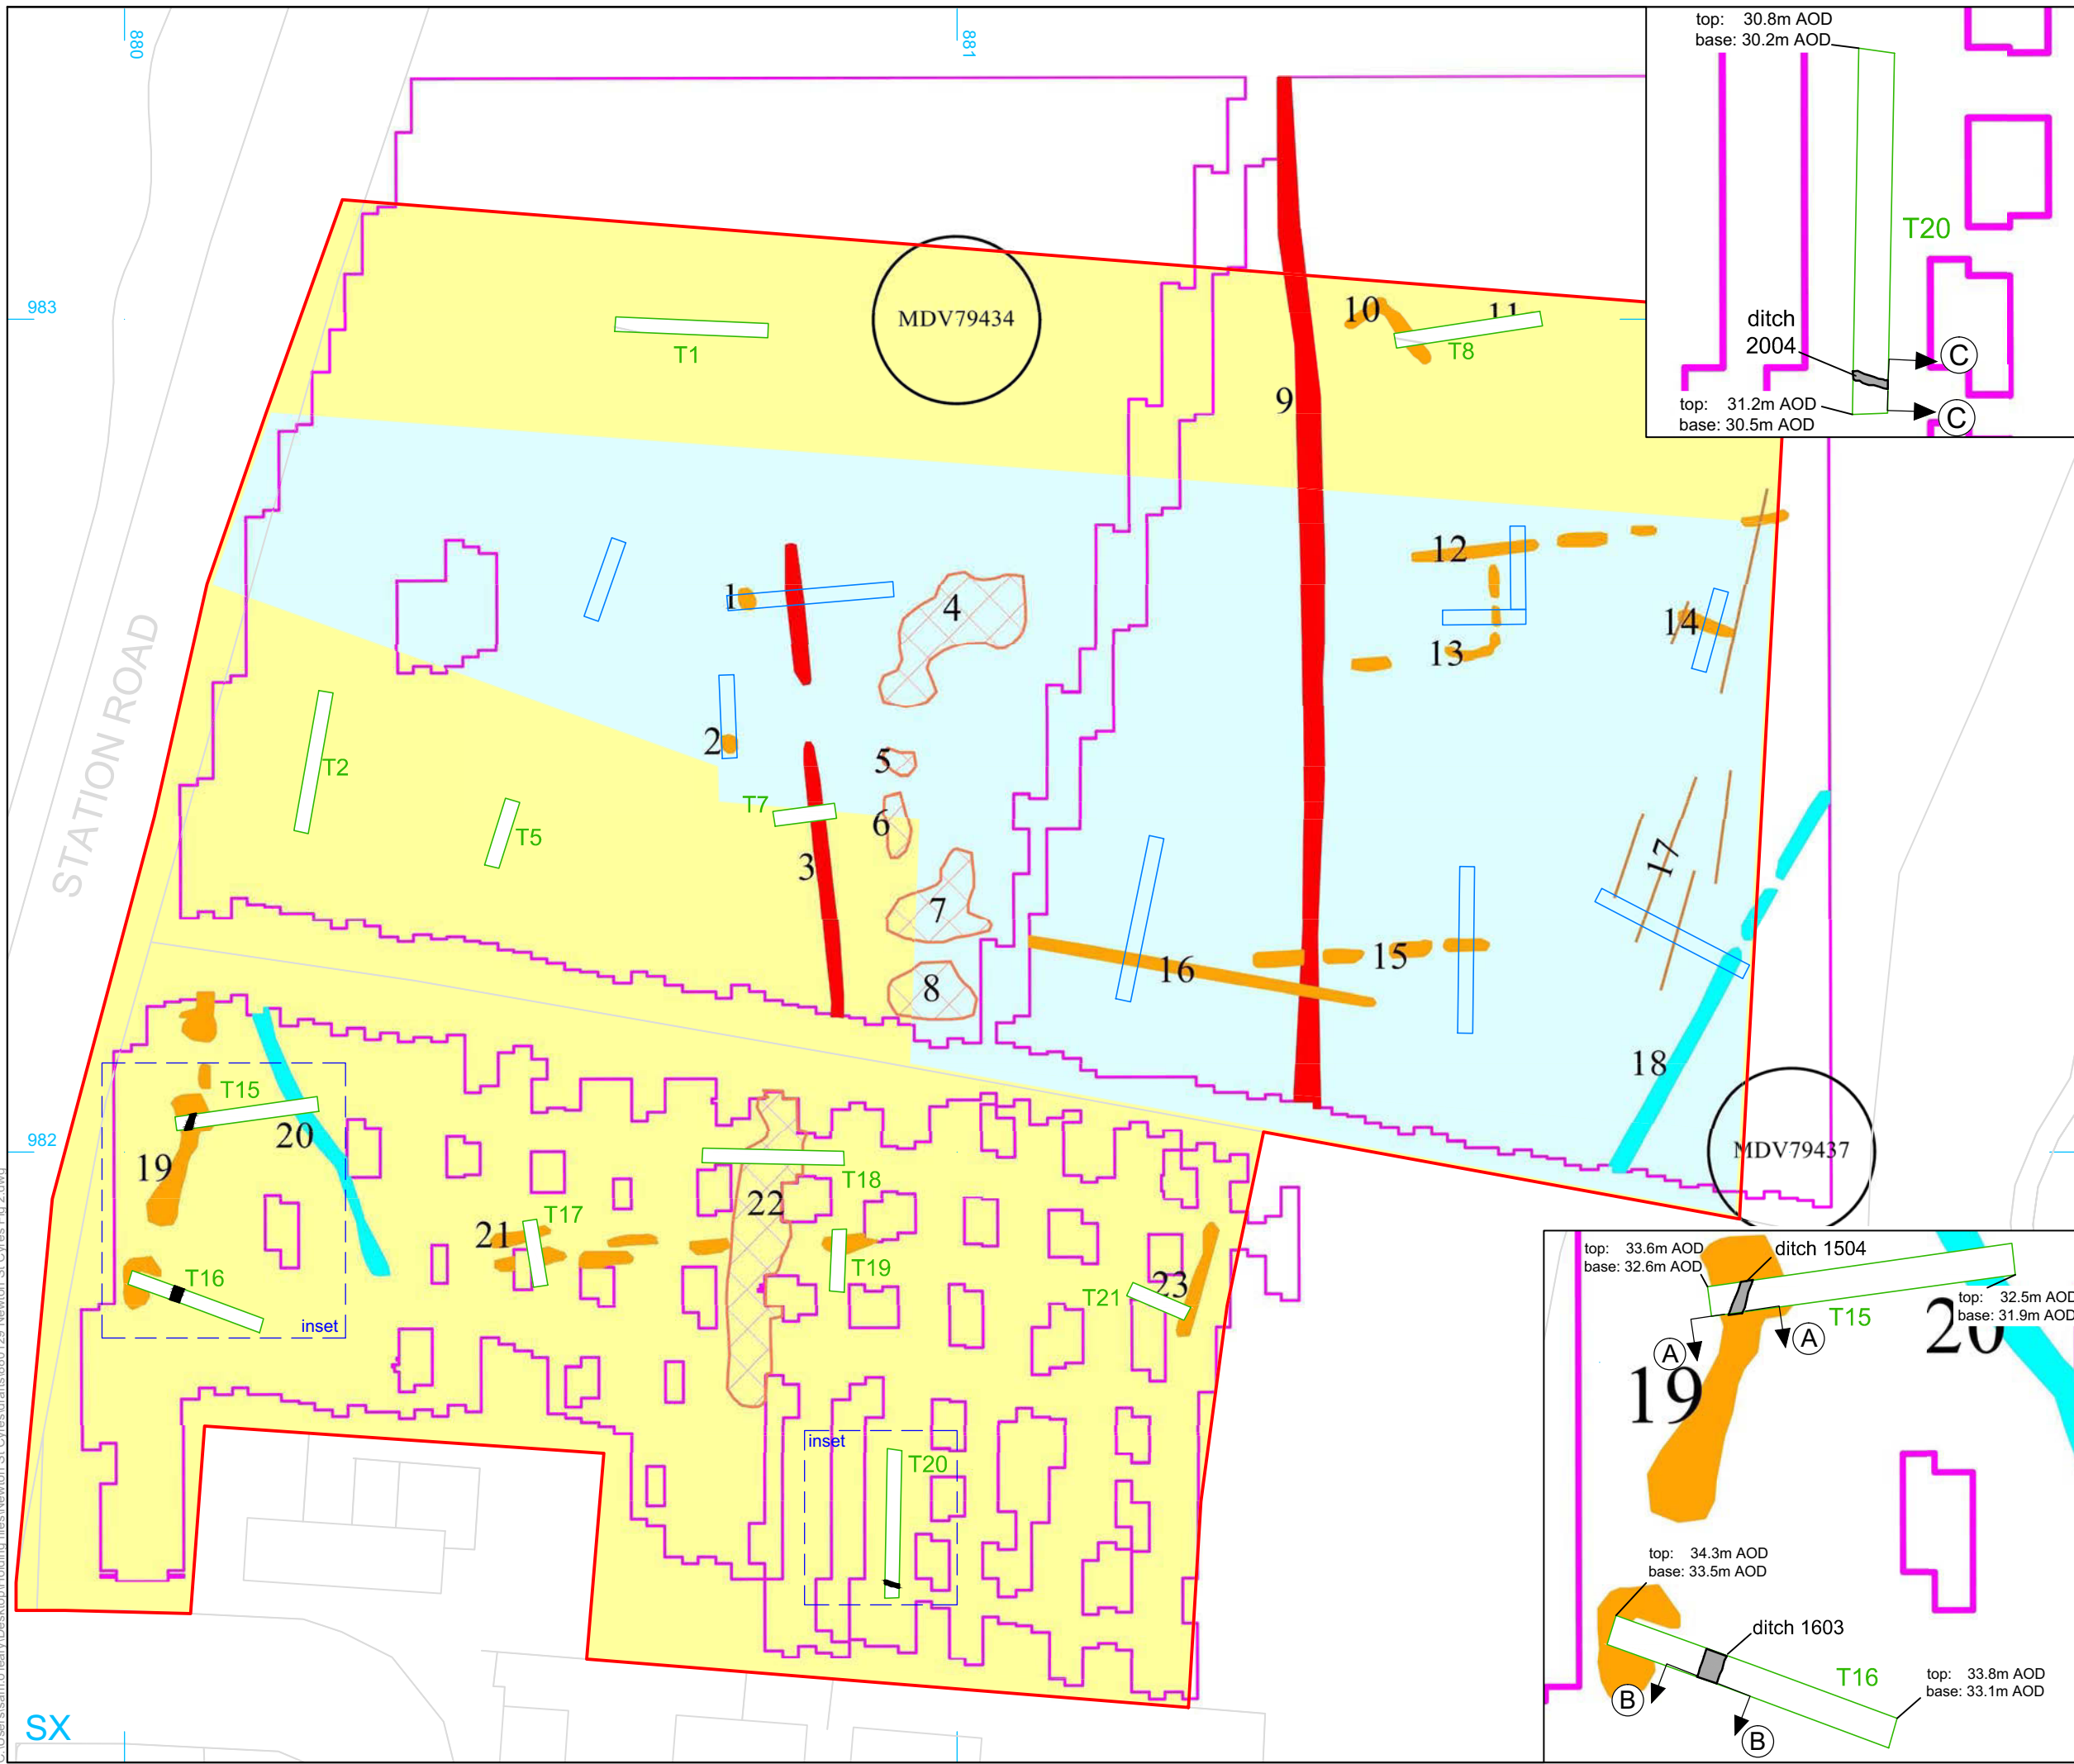 880
881
top: 30.8m AOD
base: 30.2m AOD
T20
ditch
2004
C
top: 31.2m AOD
base: 30.5m AOD
C
983
MDV79434
T1
10
11
T8
9
STATION ROAD
1
4
12
13
14
2
5
T2
T7
6
T5
3
7
17
8
16
15
18
982
T15
20
19
T16
inset
21
T17
22
T18
T19
T21
23
MDV79437
inset
T20
SX
top: 33.6m AOD
base: 32.6m AOD
ditch 1504
top: 32.5m AOD
base: 31.9m AOD
T15
20
A
A
19
top: 34.3m AOD
base: 33.5m AOD
ditch 1603
T16
top: 33.8m AOD
base: 33.1m AOD
B
B